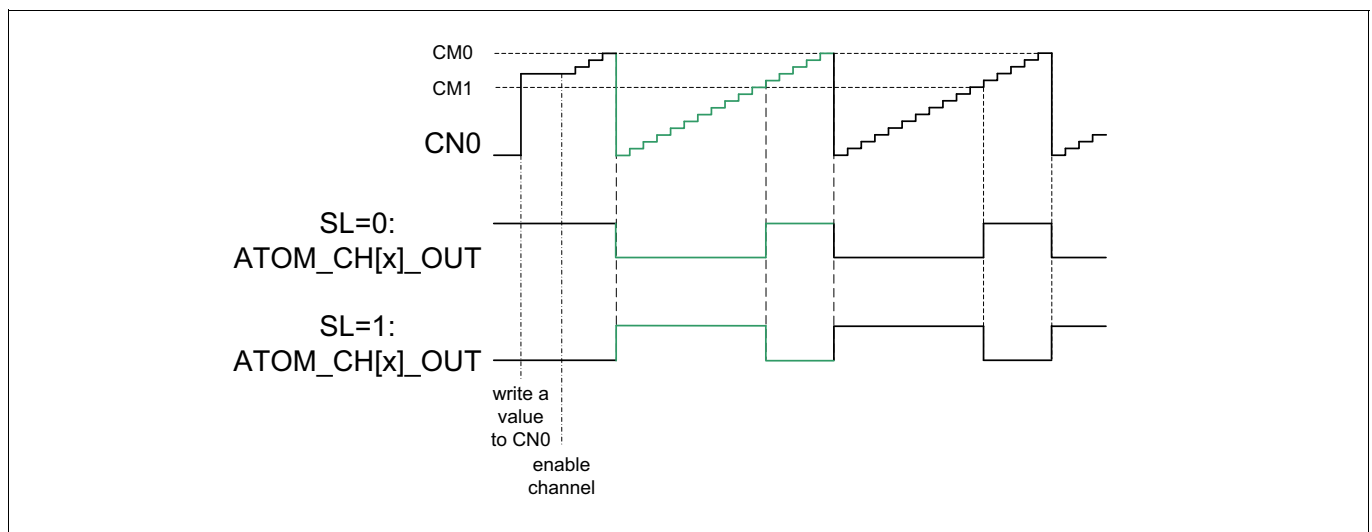 CM0
CM1
CN0
SL=0:
ATOM_CH[x]_OUT
SL=1:
ATOM_CH[x]_OUT
write a
value
to CN0
enable
channel